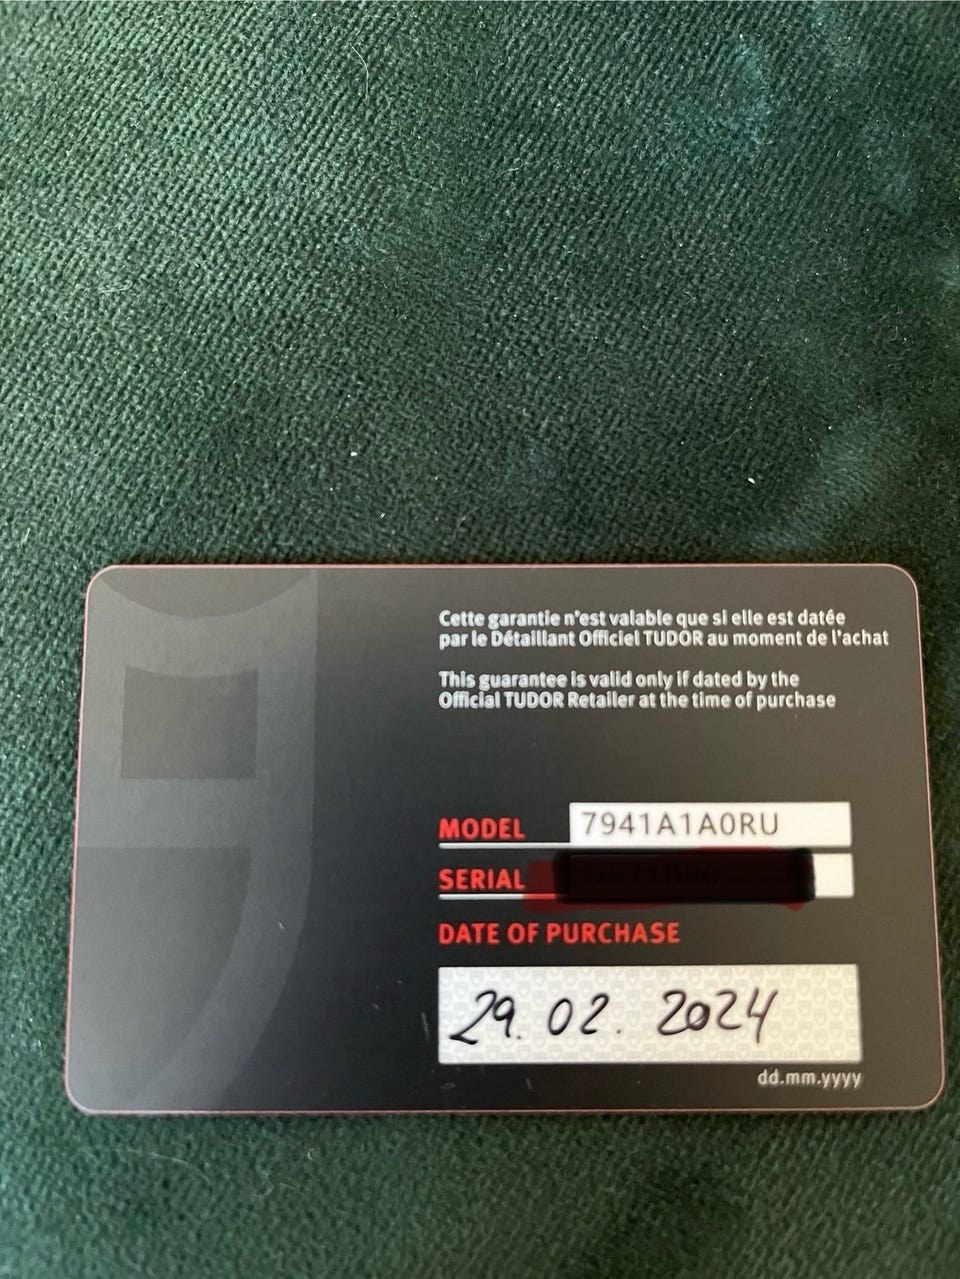 Cette garantie n'est valable que si elle est datée
par le Détaillant Officiel TUDOR au moment de l'achat
This guarantee is valid only if dated by the
Official TUDOR Retailer at the time of purchase
MODEL 7941A1A0RU
SERIAL
DATE OF PURCHASE
29.02.2024
dd.mm.yyyy